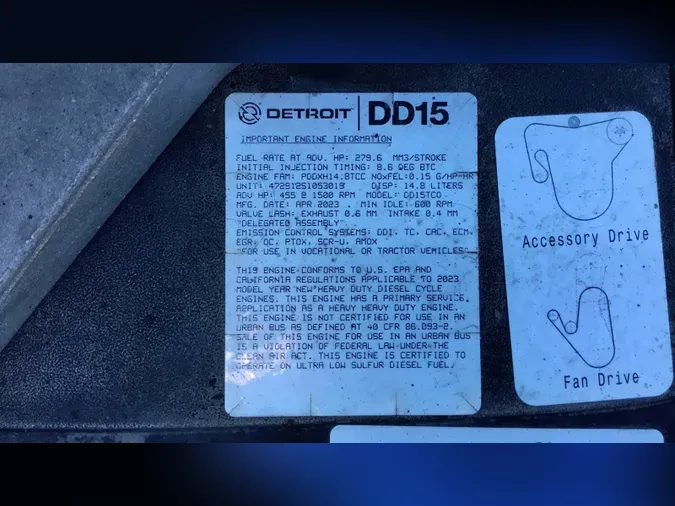 DETROIT DD15
IMPORTANT ENGINE INFORMATION
FUEL RATE AT ADV. HP: 279.6 MM3/STROKE
INITIAL INJECTION TIMING: 8.6 DEG BTC
ENGINE FAM: PDDXH14.8TCC NOXFEL:0.15 G/HP-HR
UNIT: 472912S1053019 DISP: 14.8 LITERS
ADV HP: 455 @ 1500 RPM MODEL: DD15TCO
MFG. DATE: APR 2023 MIN IDLE: 600 RPM
VALVE LASH: EXHAUST 0.6 MM INTAKE 0.4 MM
"DELEGATED ASSEMBLY"
EMISSION CONTROL SYSTEMS: DDI, TC, CAC, ECM,
EGR, OC, PTOX, SCR-U, AMOX
"FOR USE IN VOCATIONAL OR TRACTOR VEHICLES"
THIS ENGINE CONFORMS TO U.S. EPA AND
CALIFORNIA REGULATIONS APPLICABLE TO 2023
MODEL YEAR NEW HEAVY DUTY DIESEL CYCLE
ENGINES. THIS ENGINE HAS A PRIMARY SERVICE
APPLICATION AS A HEAVY HEAVY DUTY ENGINE.
THIS ENGINE IS NOT CERTIFIED FOR USE IN AN
URBAN BUS AS DEFINED AT 40 CFR 86.093-2.
SALE OF THIS ENGINE FOR USE IN AN URBAN BUS
IS A VIOLATION OF FEDERAL LAW UNDER THE
CLEAN AIR ACT. THIS ENGINE IS CERTIFIED TO
OPERATE ON ULTRA LOW SULFUR DIESEL FUEL.
Accessory Drive
Fan Drive